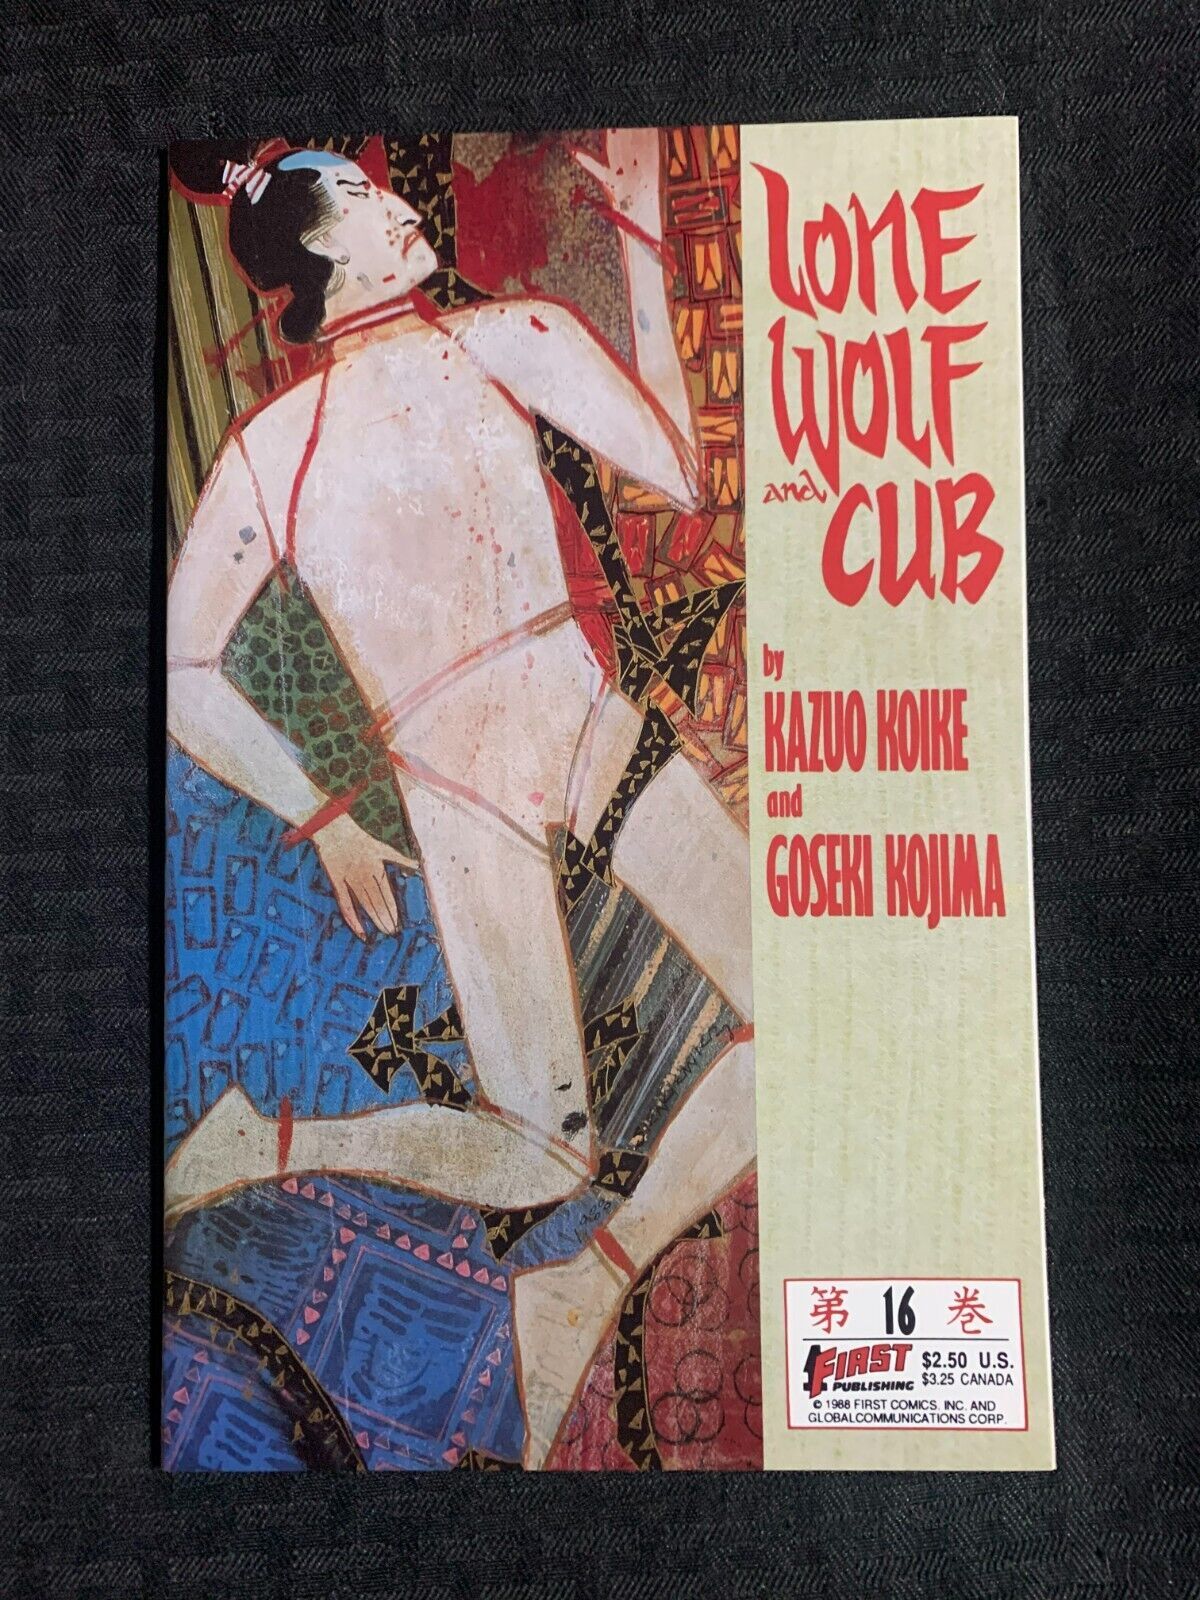 LONE
WOLF
and CUB
by
KAZUO KOIKE
and
GOSEKI KOJIMA
第 16 巻
FIRST
PUBLISHING
$2.50 U.S.
$3.25 CANADA
© 1988 FIRST COMICS, INC. AND
GLOBALCOMMUNICATIONS CORP.